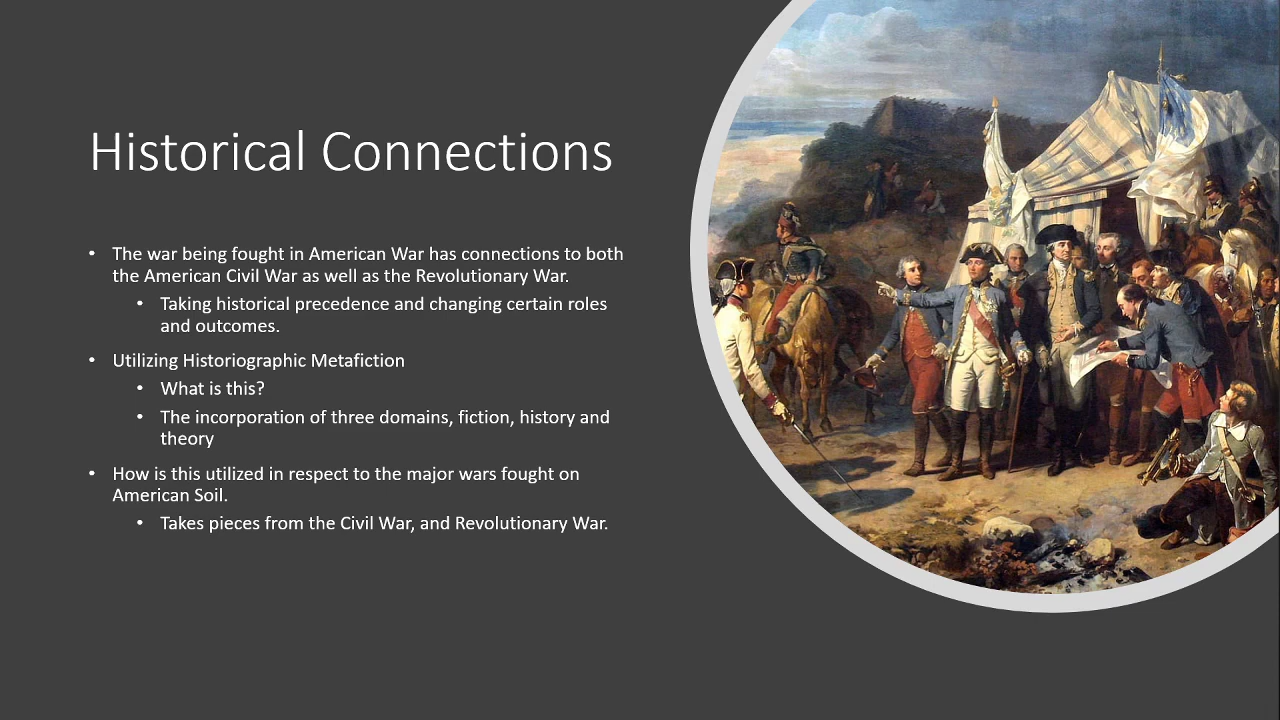 Historical Connections
• The war being fought in American War has connections to both
the American Civil War as well as the Revolutionary War.
• Taking historical precedence and changing certain roles
and outcomes.
• Utilizing Historiographic Metafiction
• What is this?
• The incorporation of three domains, fiction, history and
theory
• How is this utilized in respect to the major wars fought on
American Soil.
• Takes pieces from the Civil War, and Revolutionary War.